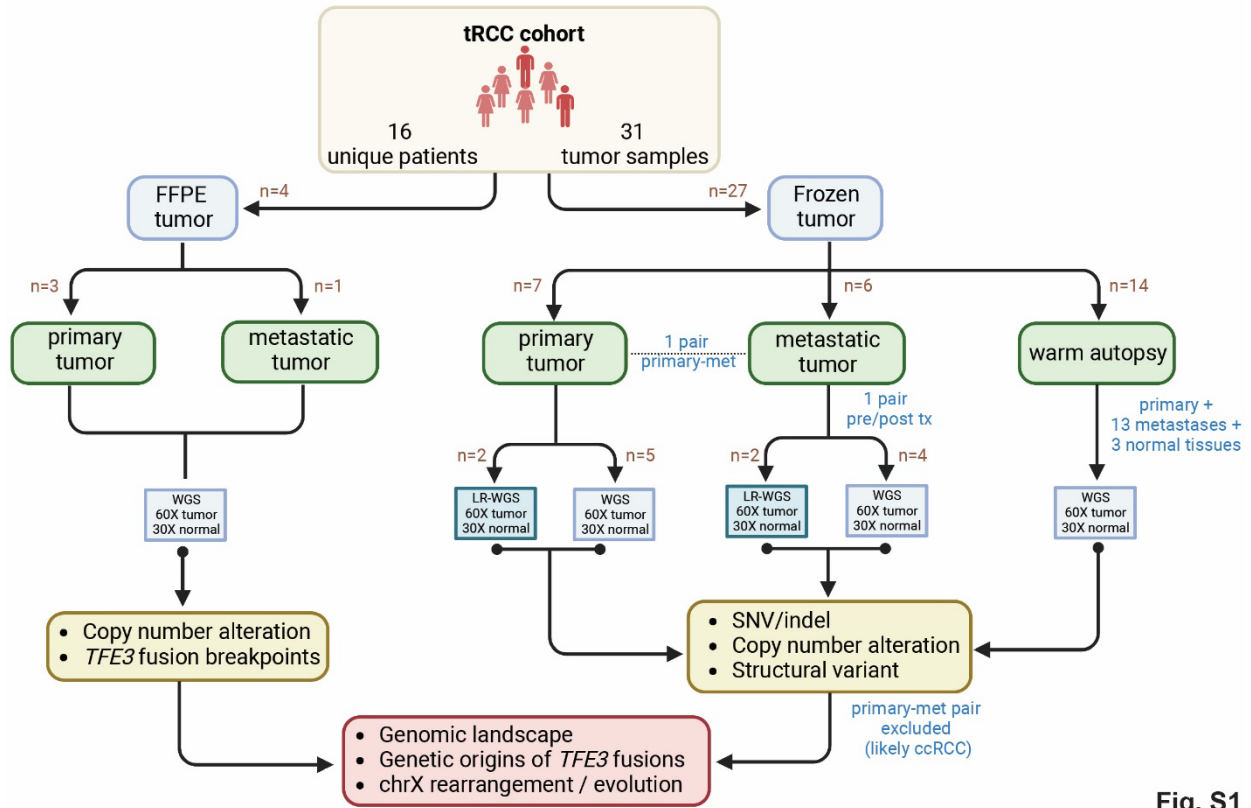 tRCC cohort
16
unique patients
31
tumor samples
FFPE
tumor
n=4
n=27
Frozen
tumor
n=3
n=1
n=7
n=6
n=14
primary
tumor
metastatic
tumor
primary
tumor
1 pair
primary-met
metastatic
tumor
warm autopsy
1 pair
pre/post tx
primary +
13 metastases +
3 normal tissues
n=2
n=5
n=2
n=4
WGS
60X tumor
30X normal
LR-WGS
60X tumor
30X normal
WGS
60X tumor
30X normal
LR-WGS
60X tumor
30X normal
WGS
60X tumor
30X normal
WGS
60X tumor
30X normal
• Copy number alteration
• TFE3 fusion breakpoints
• SNV/indel
• Copy number alteration
• Structural variant
primary-met pair
excluded
(likely ccRCC)
• Genomic landscape
• Genetic origins of TFE3 fusions
• chrX rearrangement / evolution
Fig. S1